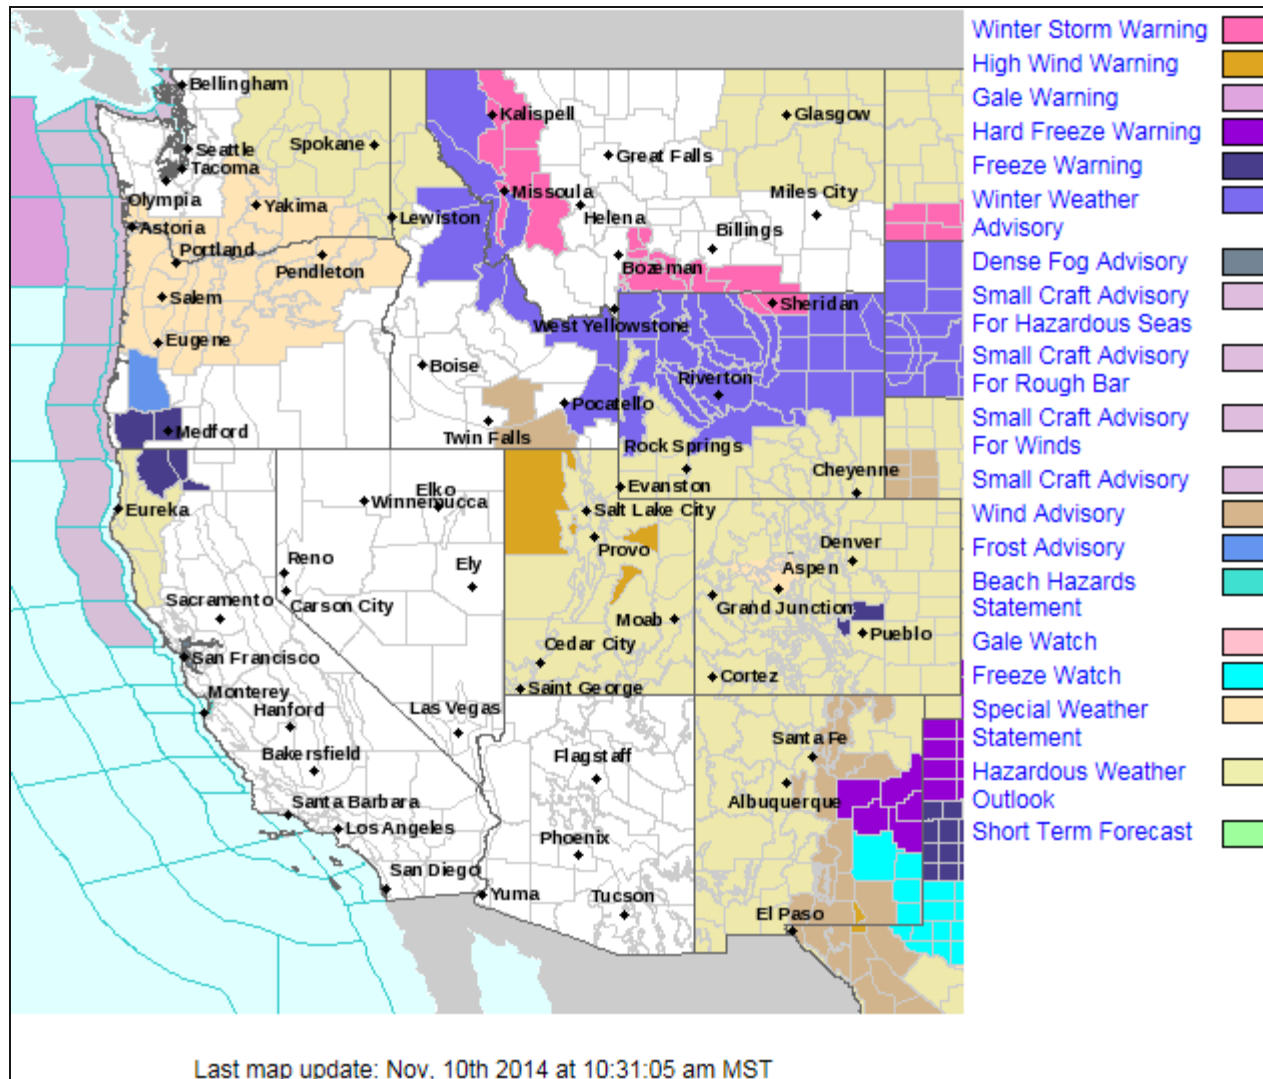 Bellingham
Seattle
Tacoma
Olympia
Spokane
Yakima
Astoria
Portland
Pendleton
Lewiston
Salem
Eugene
Medford
Kalispell
Missoula
Great Falls
Helena
Glasgow
Miles City
Billings
Bozeman
West Yellowstone
Sheridan
Boise
Pocatello
Twin Falls
Riverton
Rock Springs
Evanston
Cheyenne
Eureka
Winnemucca
Elko
Reno
Carson City
Ely
Sacramento
San Francisco
Monterey
Hanford
Bakersfield
Las Vegas
Santa Barbara
Los Angeles
San Diego
Salt Lake City
Provo
Moab
Cedar City
Saint George
Denver
Aspen
Grand Junction
Pueblo
Cortez
Flagstaff
Phoenix
Yuma
Tucson
Santa Fe
Albuquerque
El Paso
Winter Storm Warning
High Wind Warning
Gale Warning
Hard Freeze Warning
Freeze Warning
Winter Weather
Advisory
Dense Fog Advisory
Small Craft Advisory
For Hazardous Seas
Small Craft Advisory
For Rough Bar
Small Craft Advisory
For Winds
Small Craft Advisory
Wind Advisory
Frost Advisory
Beach Hazards
Statement
Gale Watch
Freeze Watch
Special Weather
Statement
Hazardous Weather
Outlook
Short Term Forecast
Last map update: Nov, 10th 2014 at 10:31:05 am MST